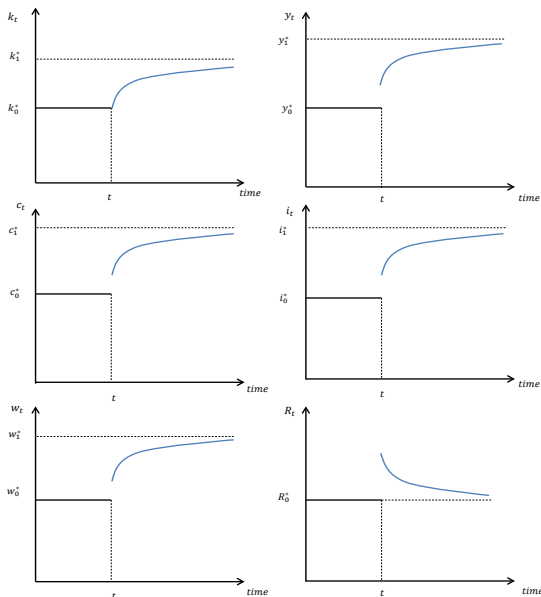 k_t
k_1^*
k_0^*
t
time
y_t
y_1^*
y_0^*
t
time
c_t
c_1^*
c_0^*
t
time
i_t
i_1^*
i_0^*
t
time
w_t
w_1^*
w_0^*
t
time
R_t
R_0^*
t
time